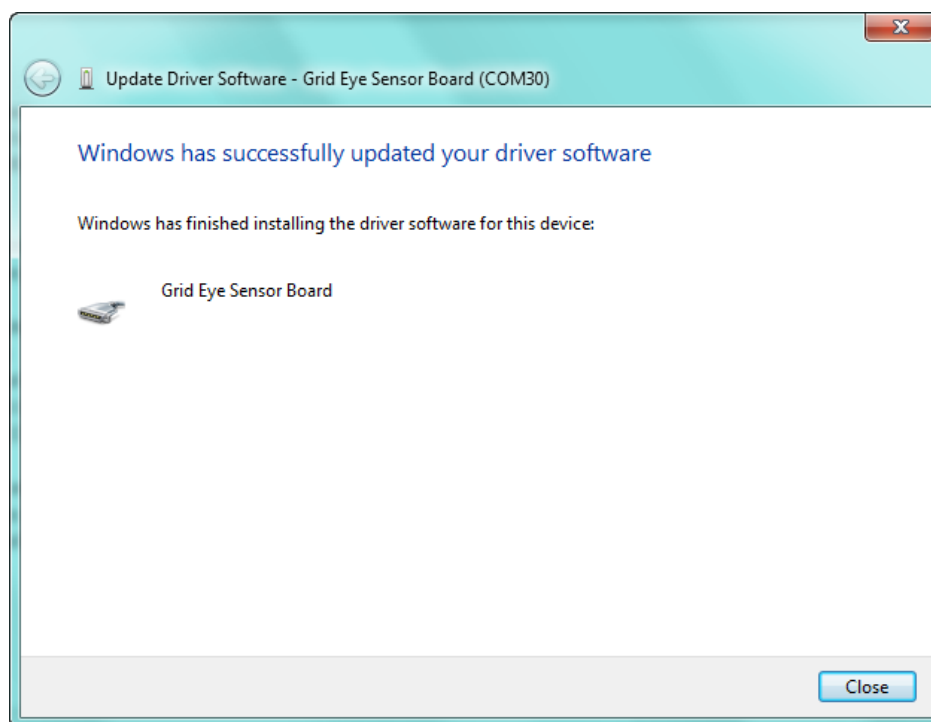 Update Driver Software - Grid Eye Sensor Board (COM30)
Windows has successfully updated your driver software
Windows has finished installing the driver software for this device:
Grid Eye Sensor Board
Close